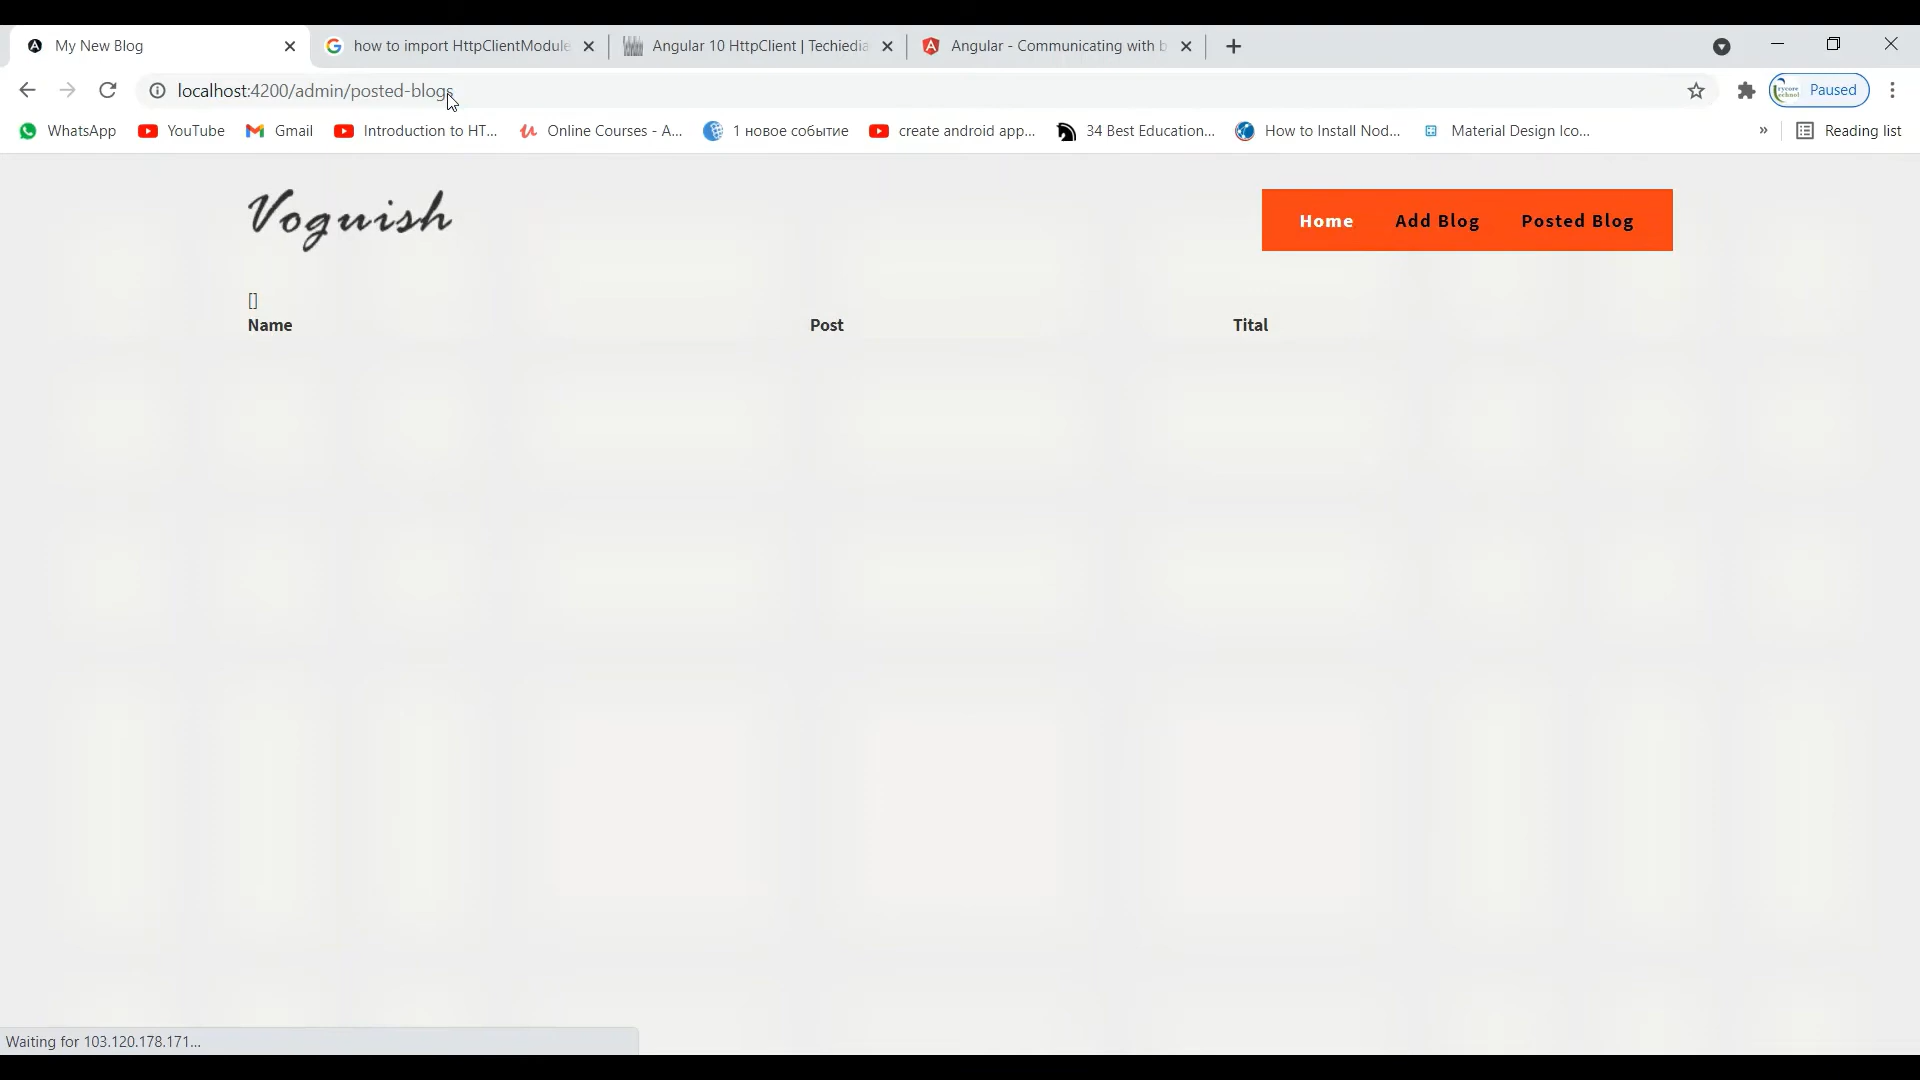 My New Blog
how to import HttpClientModule
Angular 10 HttpClient | Techiedia
Angular - Communicating with b
localhost:4200/admin/posted-blogs
Paused
WhatsApp
YouTube
Gmail
Introduction to HT...
Online Courses - A...
1 новое событие
create android app...
34 Best Education...
How to Install Nod...
Material Design Ico...
»
Reading list
Voguish
Home
Add Blog
Posted Blog
[]
Name
Post
Tital
Waiting for 103.120.178.171...